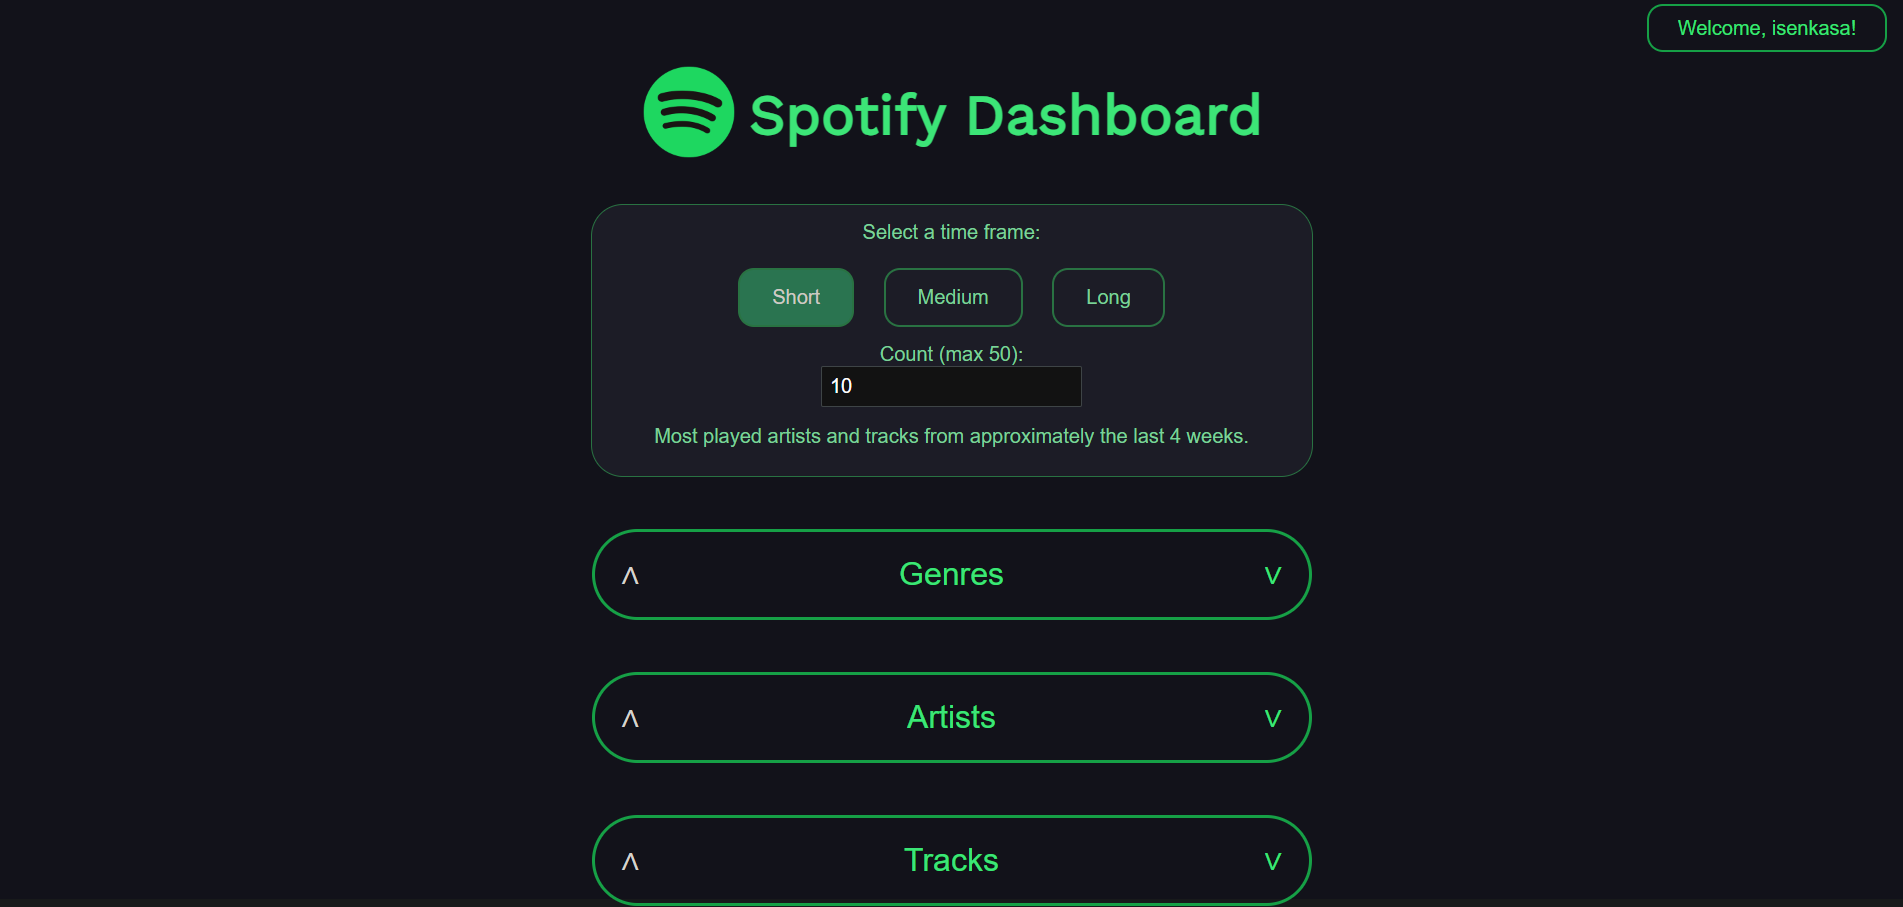 Welcome, isenkasa!
Spotify Dashboard
Select a time frame:
Short Medium Long
Count (max 50):
10
Most played artists and tracks from approximately the last 4 weeks.
Λ Genres V
Λ Artists V
Λ Tracks V